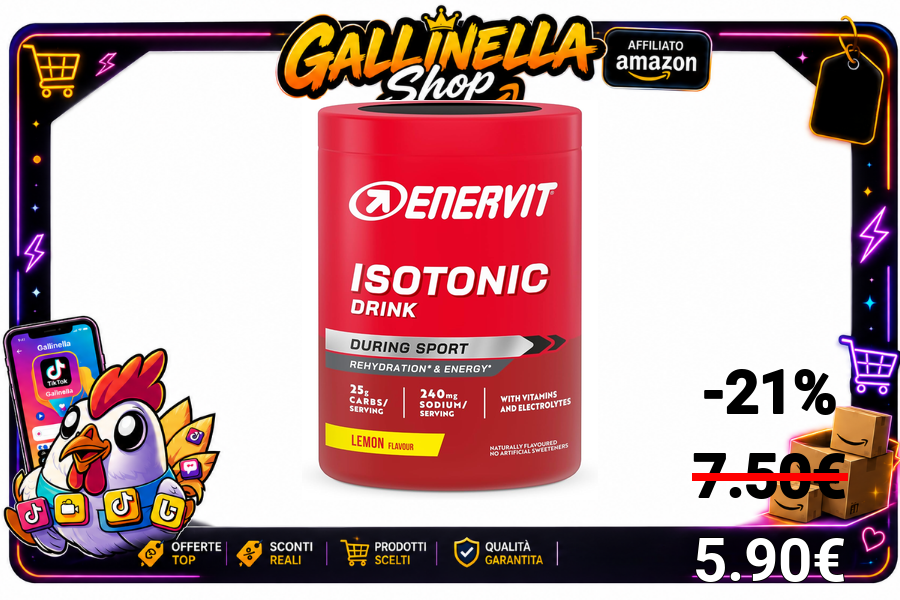 GALLINELLA
Shop
AFFILIATO
amazon
ENERVIT
ISOTONIC
DRINK
DURING SPORT
REHYDRATION* & ENERGY*
25g
CARBS/
SERVING
240mg
SODIUM/
SERVING
WITH VITAMINS
AND ELECTROLYTES
LEMON FLAVOUR
NATURALLY FLAVOURED
NO ARTIFICIAL SWEETENERS
Gallinella
TikTok
Gallinella
-21%
7.50€
5.90€
OFFERTE
TOP
SCONTI
REALI
PRODOTTI
SCELTI
QUALITÀ
GARANTITA